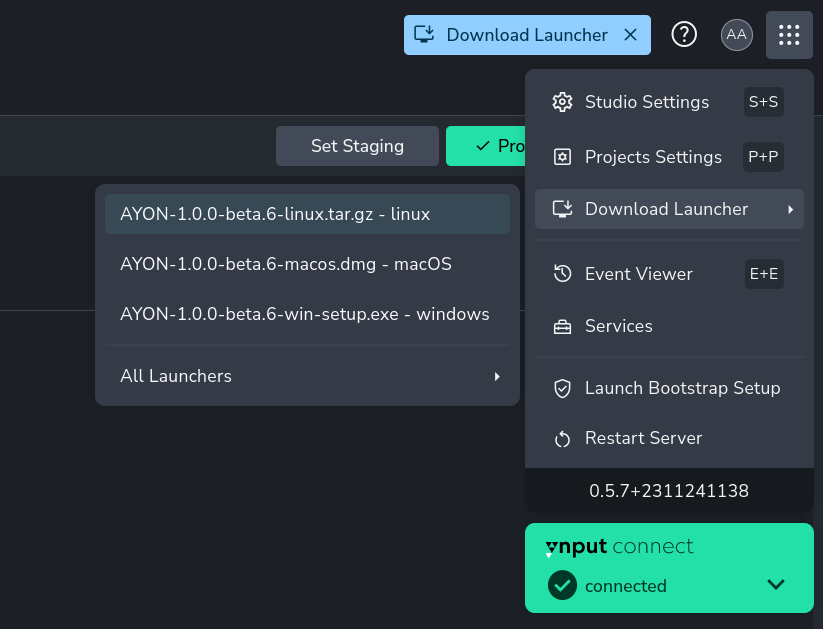 Download Launcher
AA
Set Staging
Pro
Studio Settings S+S
Projects Settings P+P
Download Launcher
Event Viewer E+E
Services
Launch Bootstrap Setup
Restart Server
0.5.7+2311241138
AYON-1.0.0-beta.6-linux.tar.gz - linux
AYON-1.0.0-beta.6-macos.dmg - macOS
AYON-1.0.0-beta.6-win-setup.exe - windows
All Launchers
ynput connect
connected